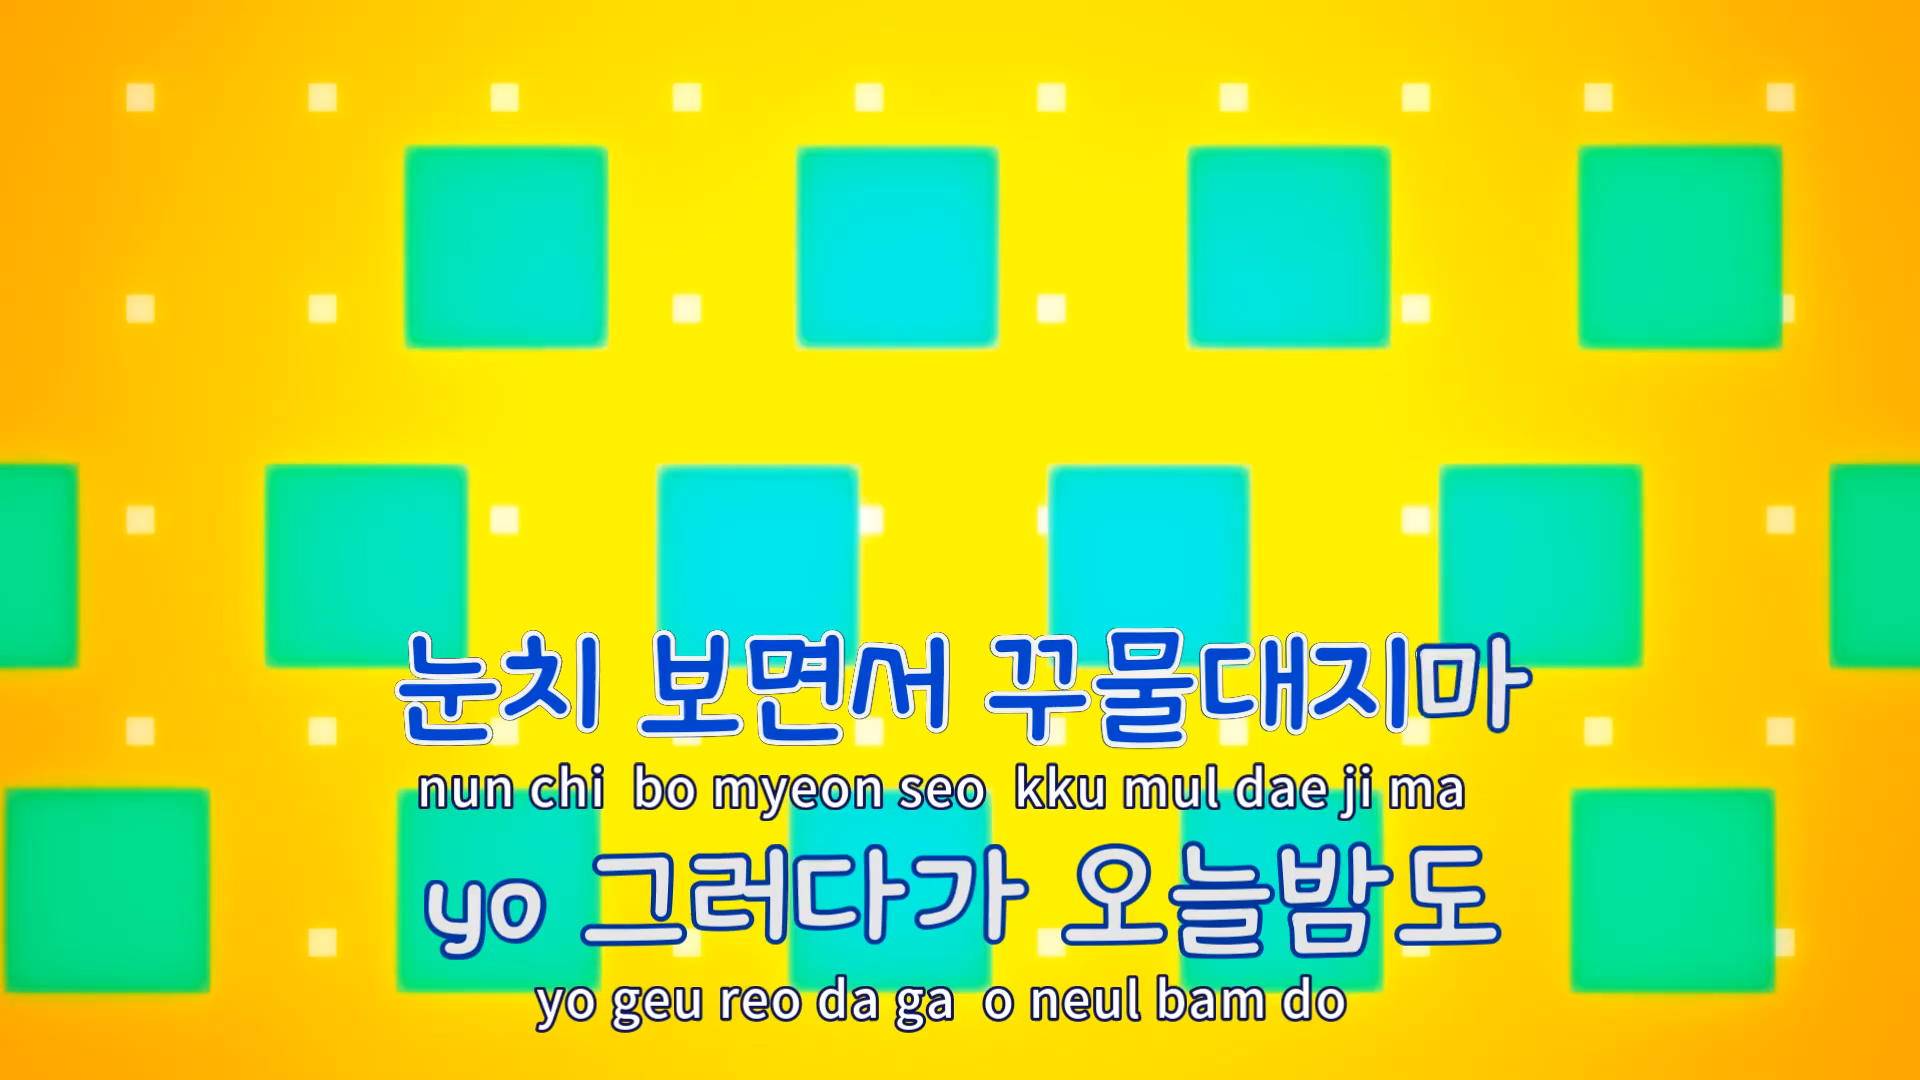 눈치 보면서 꾸물대지마
nun chi bo myeon seo kku mul dae ji ma
yo 그러다가 오늘밤도
yo geu reo da ga o neul bam do